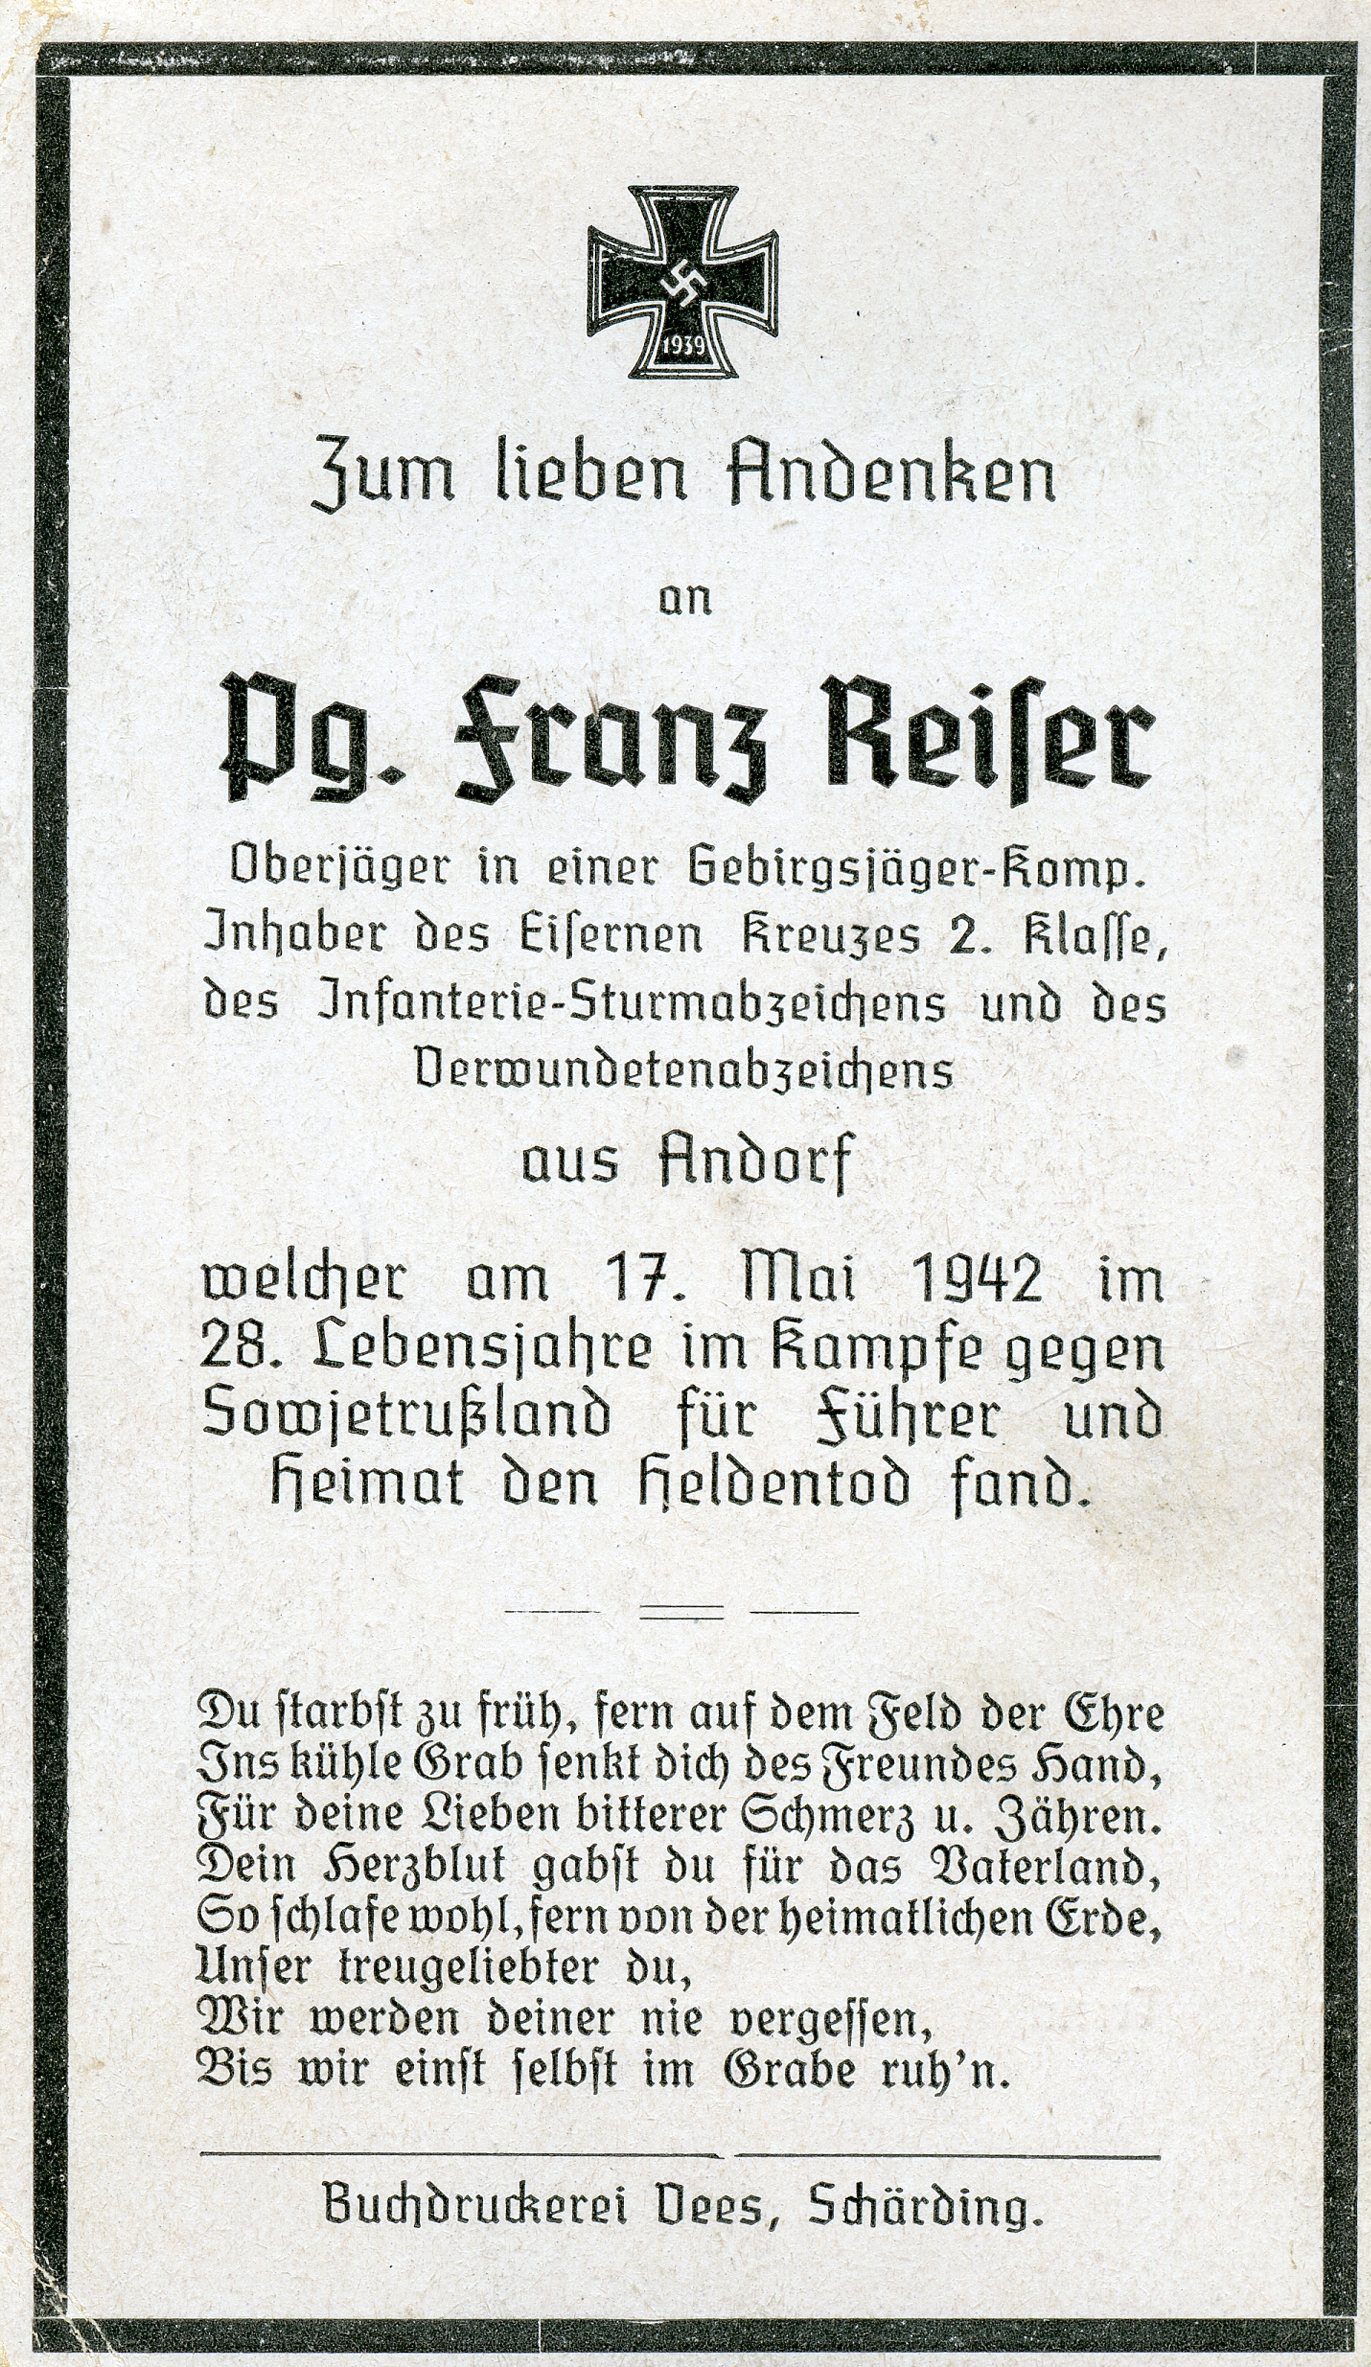 1939
Zum lieben Andenken
an
Pg. Franz Reiser
Oberjäger in einer Gebirgsjäger-Komp.
Inhaber des Eisernen Kreuzes 2. Klasse,
des Infanterie-Sturmabzeichens und des
Verwundetenabzeichens
aus Andorf
welcher am 17. Mai 1942 im
28. Lebensjahre im Kampfe gegen
Sowjetrußland für Führer und
Heimat den Heldentod fand.
Du starbst zu früh, fern auf dem Feld der Ehre
Ins kühle Grab senkt dich des Freundes Hand,
Für deine Lieben bitterer Schmerz u. Zähren.
Dein Herzblut gabst du für das Vaterland,
So schlafe wohl, fern von der heimatlichen Erde,
Unser treugeliebter du,
Wir werden deiner nie vergessen,
Bis wir einst selbst im Grabe ruh'n.
Buchdruckerei Vees, Schärding.